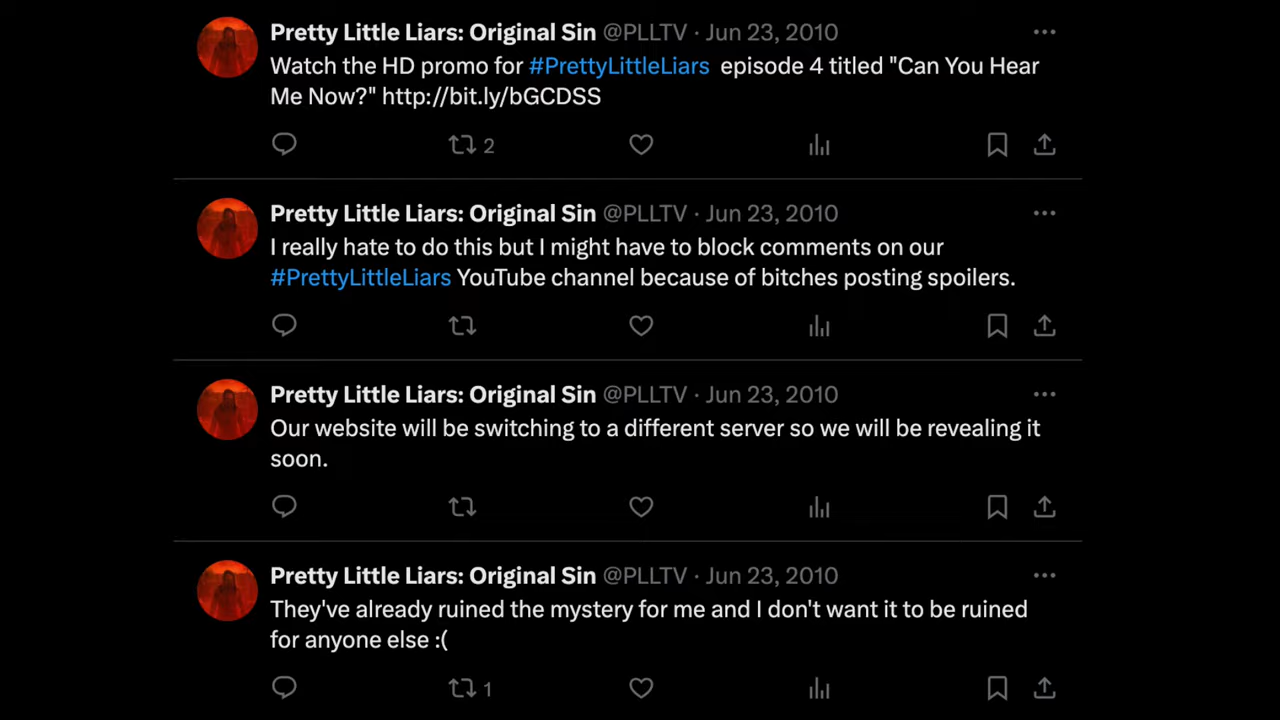 Pretty Little Liars: Original Sin @PLLTV · Jun 23, 2010
Watch the HD promo for #PrettyLittleLiars episode 4 titled "Can You Hear
Me Now?" http://bit.ly/bGCDSS
2
Pretty Little Liars: Original Sin @PLLTV · Jun 23, 2010
I really hate to do this but I might have to block comments on our
#PrettyLittleLiars YouTube channel because of bitches posting spoilers.
Pretty Little Liars: Original Sin @PLLTV · Jun 23, 2010
Our website will be switching to a different server so we will be revealing it
soon.
Pretty Little Liars: Original Sin @PLLTV · Jun 23, 2010
They've already ruined the mystery for me and I don't want it to be ruined
for anyone else :(
1